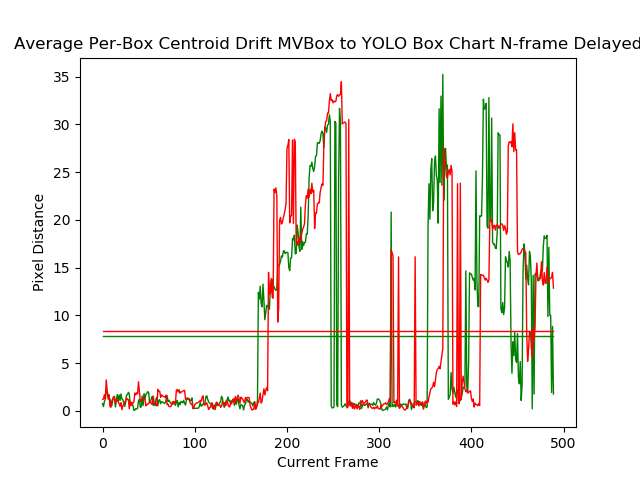 Average Per-Box Centroid Drift MVBox to YOLO Box Chart N-frame Delayed
35
30
25
20
15
10
5
0
Pixel Distance
0 100 200 300 400 500
Current Frame